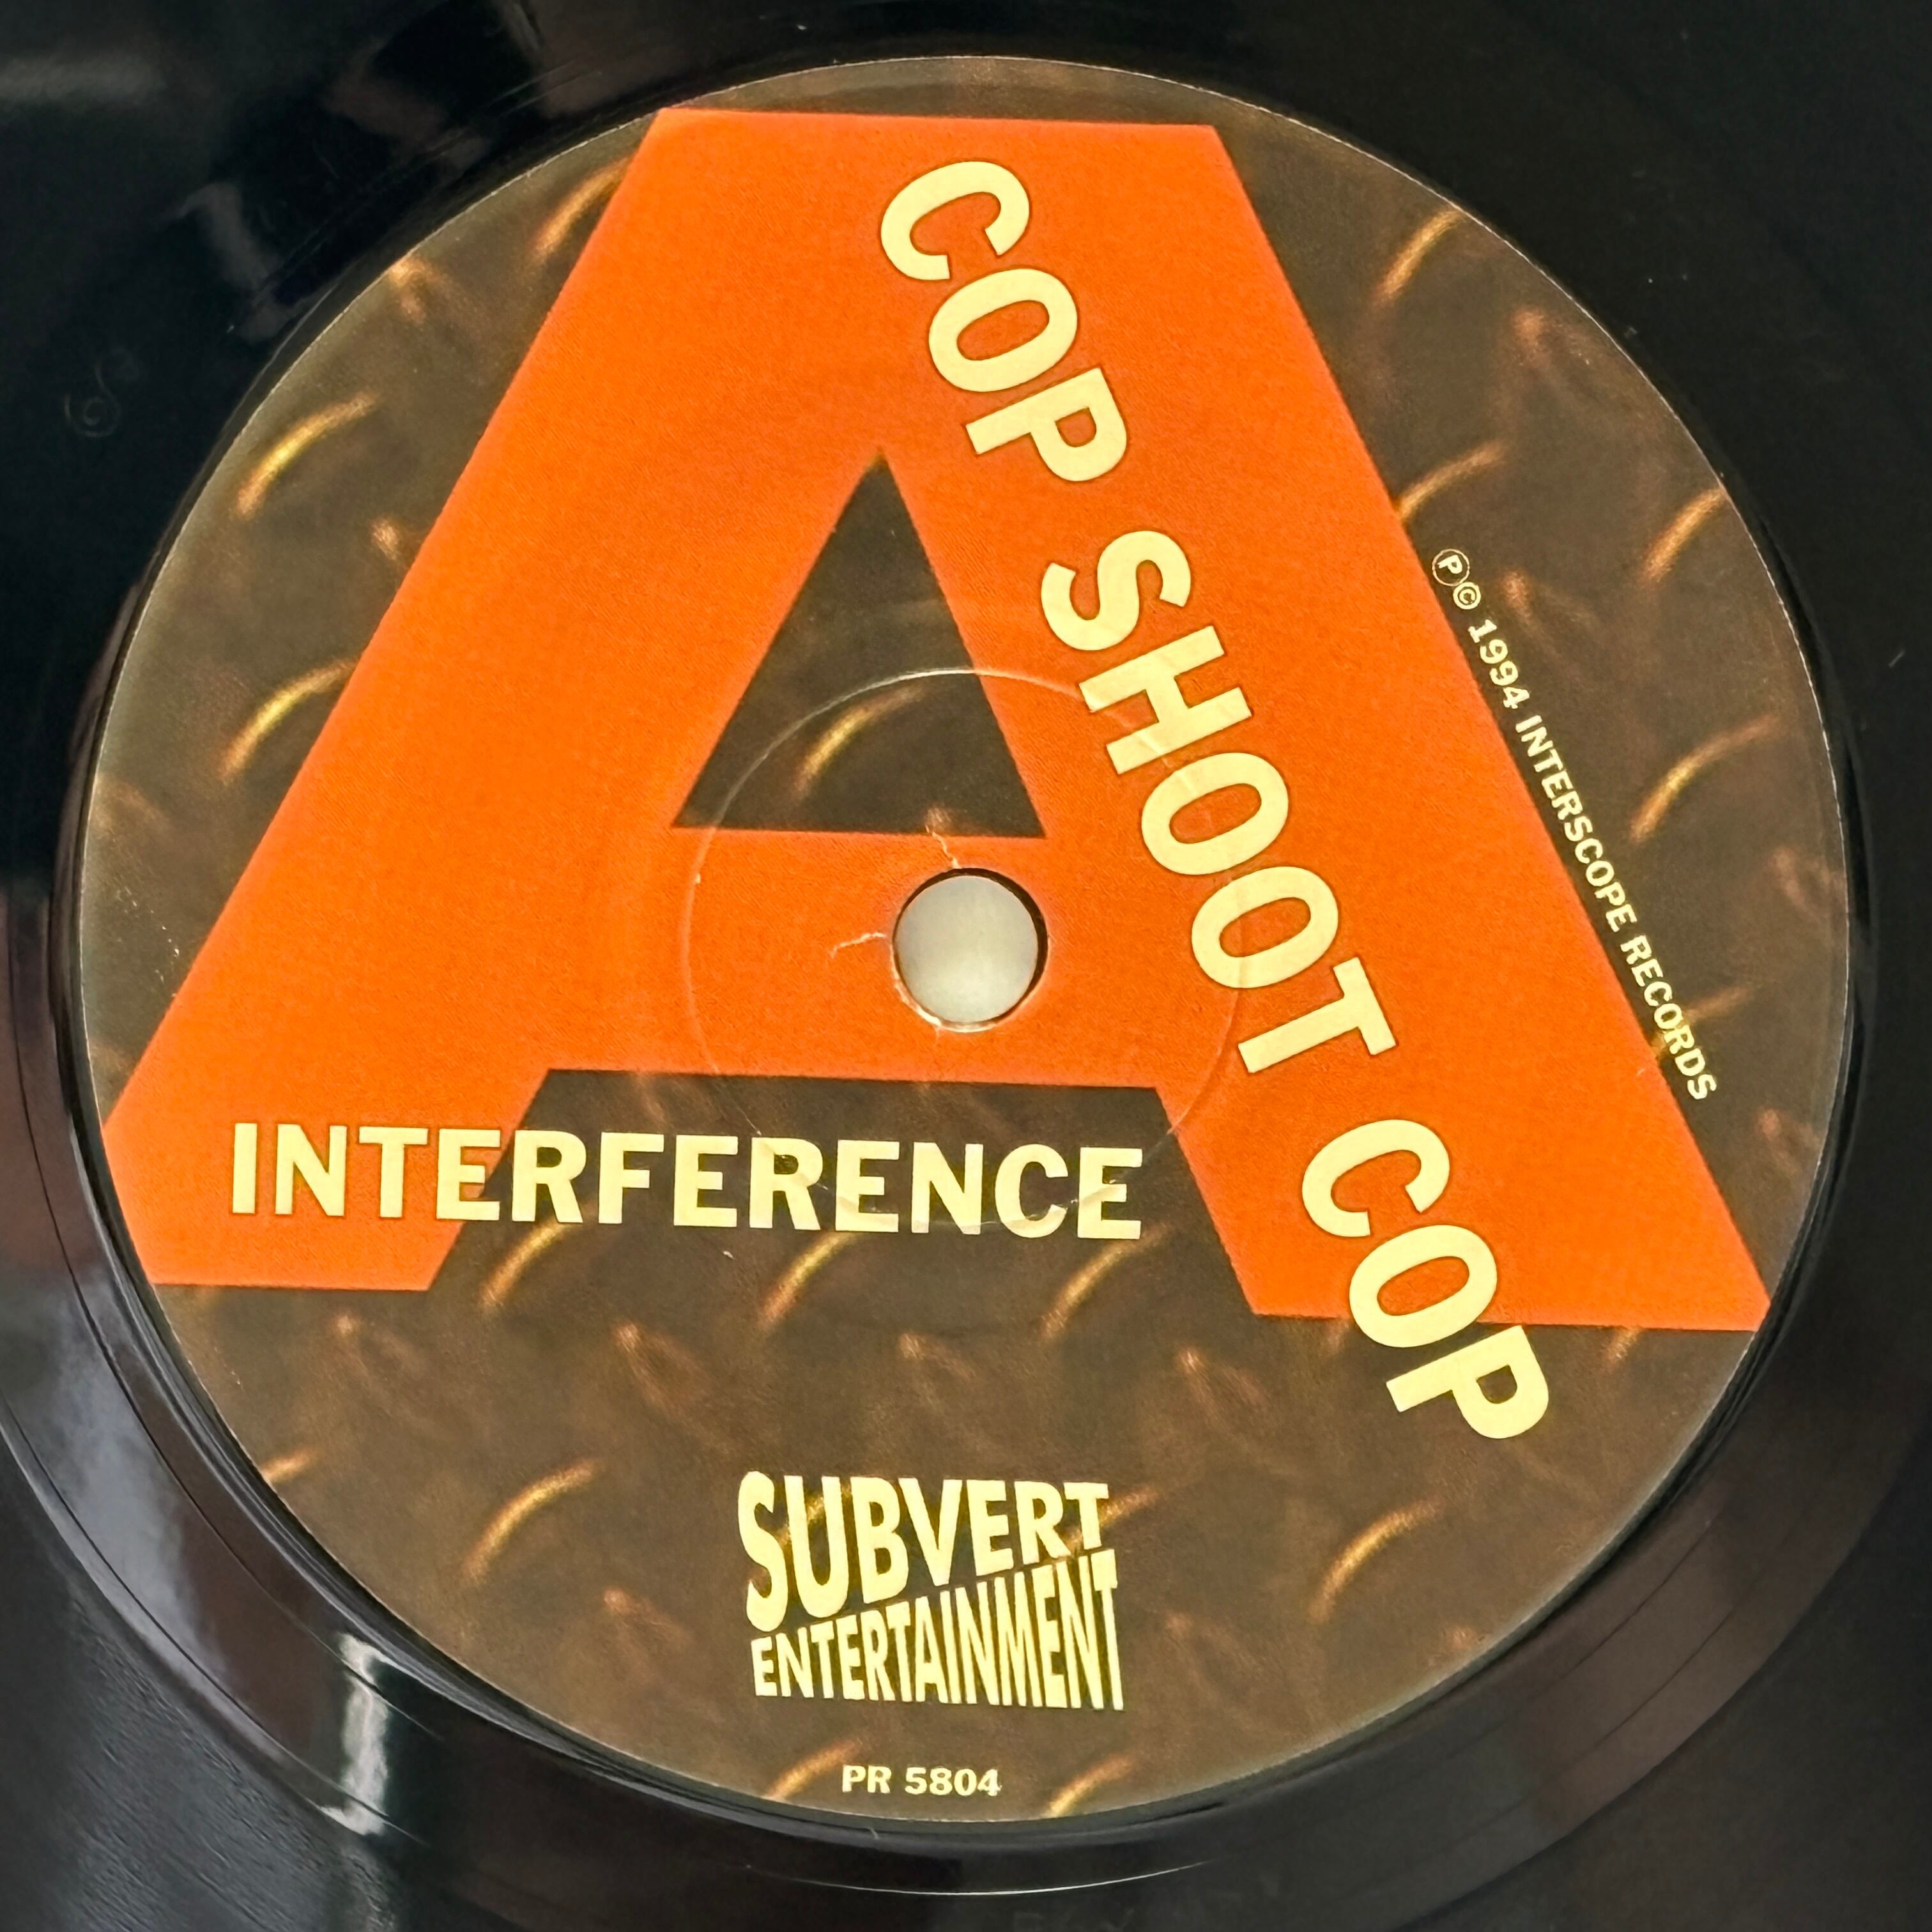 A
COP SHOOT COP
℗© 1994 INTERSCOPE RECORDS
INTERFERENCE
SUBVERT
ENTERTAINMENT
PR 5804